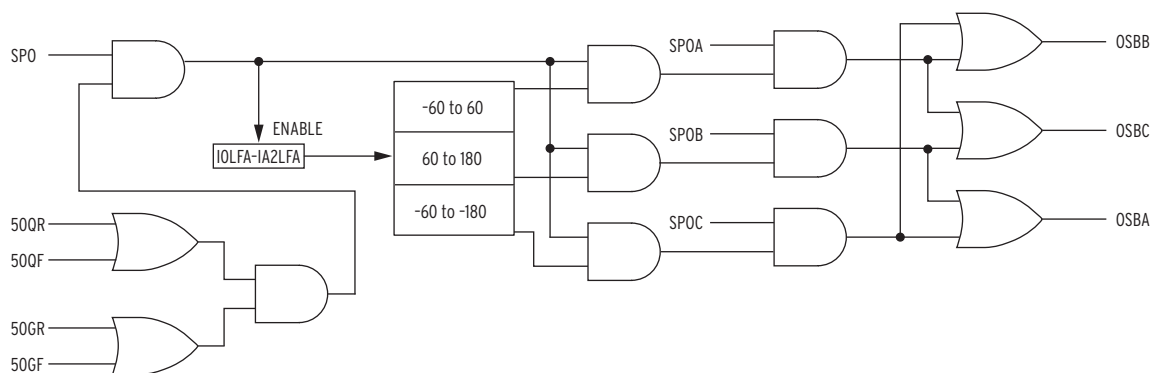 SPO
SPOA
OSBB
-60 to 60
ENABLE
I0LFA-IA2LFA
60 to 180
SPOB
OSBC
-60 to -180
50QR
50QF
SPOC
OSBA
50GR
50GF